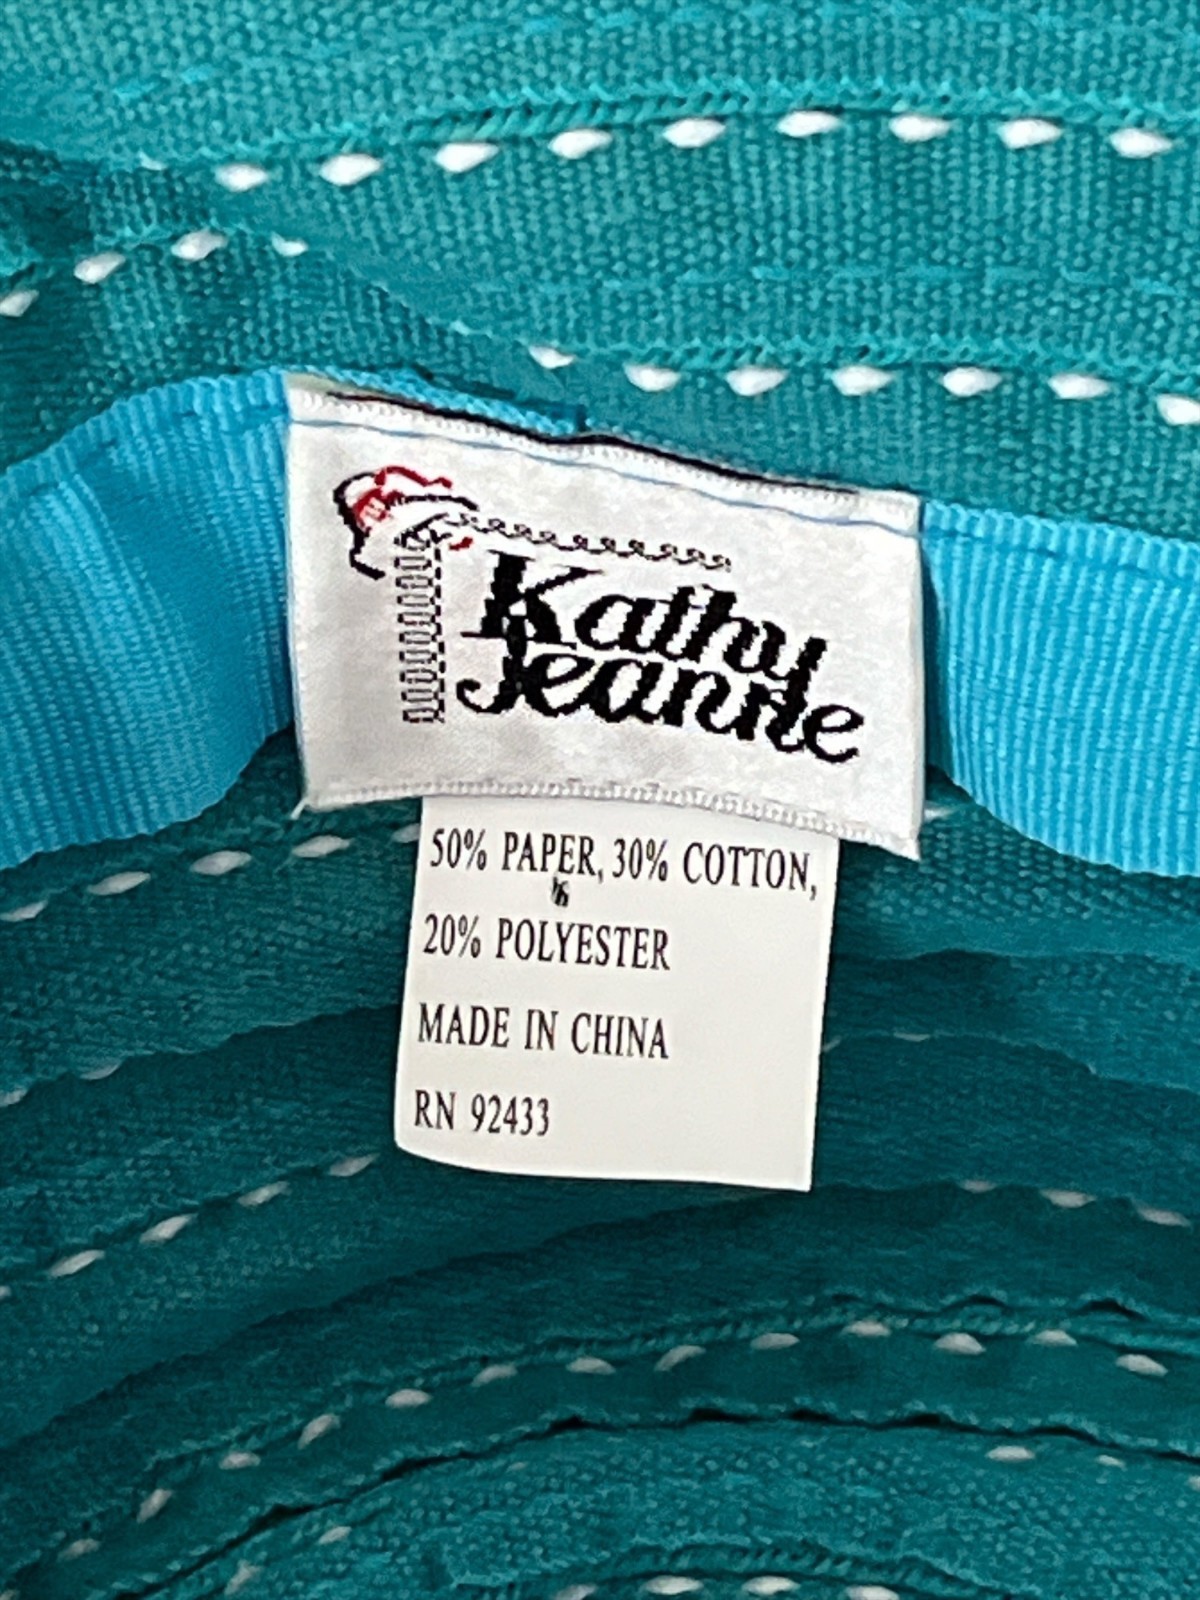 Kathy
Jeanne
50% PAPER, 30% COTTON,
20% POLYESTER
MADE IN CHINA
RN 92433